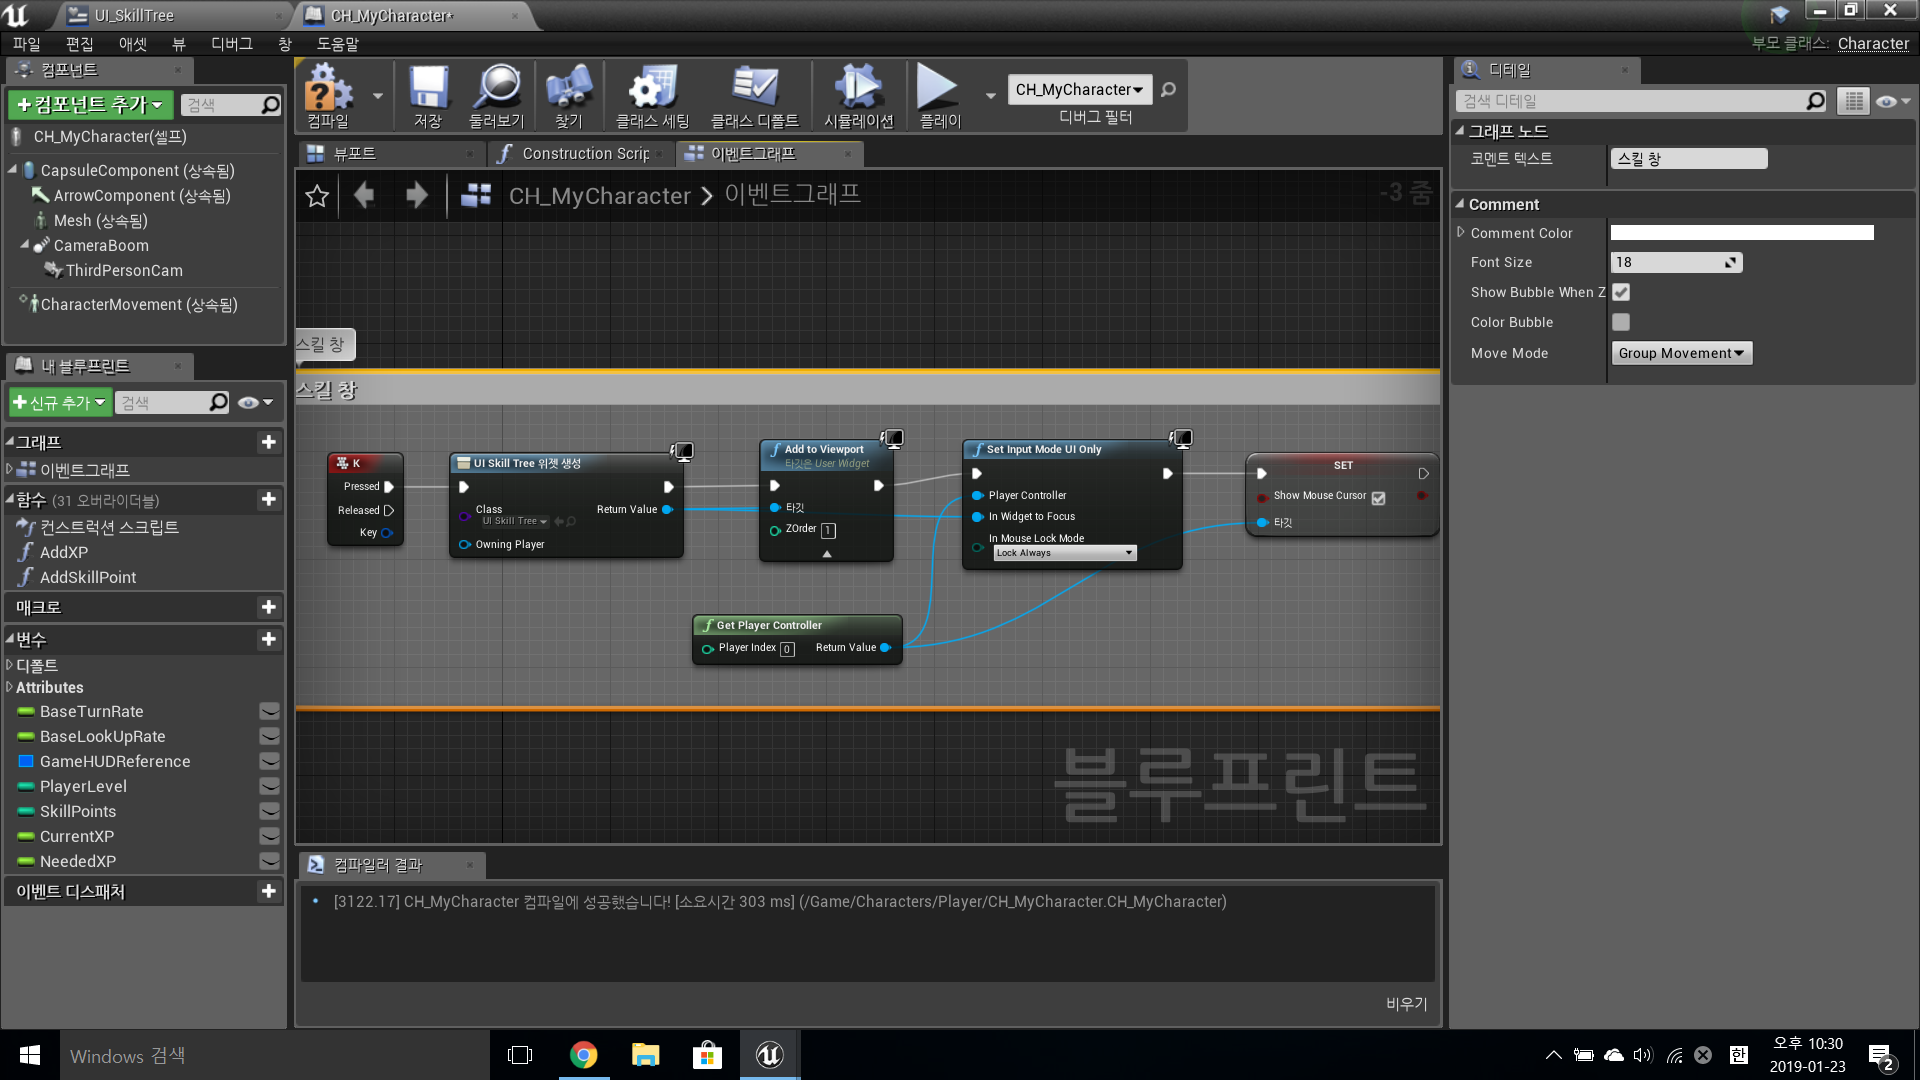 UI_SkillTree
CH_MyCharacter*
파일 편집 애셋 뷰 디버그 창 도움말
부모 클래스: Character
컴포넌트
+컴포넌트 추가
검색
CH_MyCharacter(셀프)
CapsuleComponent (상속됨)
ArrowComponent (상속됨)
Mesh (상속됨)
CameraBoom
ThirdPersonCam
CharacterMovement (상속됨)
내 블루프린트
+신규 추가
검색
그래프
이벤트그래프
함수 (31 오버라이더블)
컨스트럭션 스크립트
AddXP
AddSkillPoint
매크로
변수
디폴트
Attributes
BaseTurnRate
BaseLookUpRate
GameHUDReference
PlayerLevel
SkillPoints
CurrentXP
NeededXP
이벤트 디스패처
컴파일
저장
둘러보기
찾기
클래스 세팅
클래스 디폴트
시뮬레이션
플레이
CH_MyCharacter
디버그 필터
뷰포트
Construction Scrip
이벤트그래프
CH_MyCharacter > 이벤트그래프
-3 줌
스킬 창
스킬 창
K
Pressed
Released
Key
UI Skill Tree 위젯 생성
Class
UI Skill Tree
Return Value
Owning Player
Add to Viewport
타깃은 User Widget
타깃
ZOrder 1
Set Input Mode UI Only
Player Controller
In Widget to Focus
In Mouse Lock Mode
Lock Always
SET
Show Mouse Cursor
타깃
Get Player Controller
Player Index 0
Return Value
블루프린트
컴파일러 결과
[3122.17] CH_MyCharacter 컴파일에 성공했습니다! [소요시간 303 ms] (/Game/Characters/Player/CH_MyCharacter.CH_MyCharacter)
비우기
디테일
검색 디테일
그래프 노드
코멘트 텍스트
스킬 창
Comment
Comment Color
Font Size
18
Show Bubble When Z
Color Bubble
Move Mode
Group Movement
Windows 검색
한
오후 10:30
2019-01-23
2